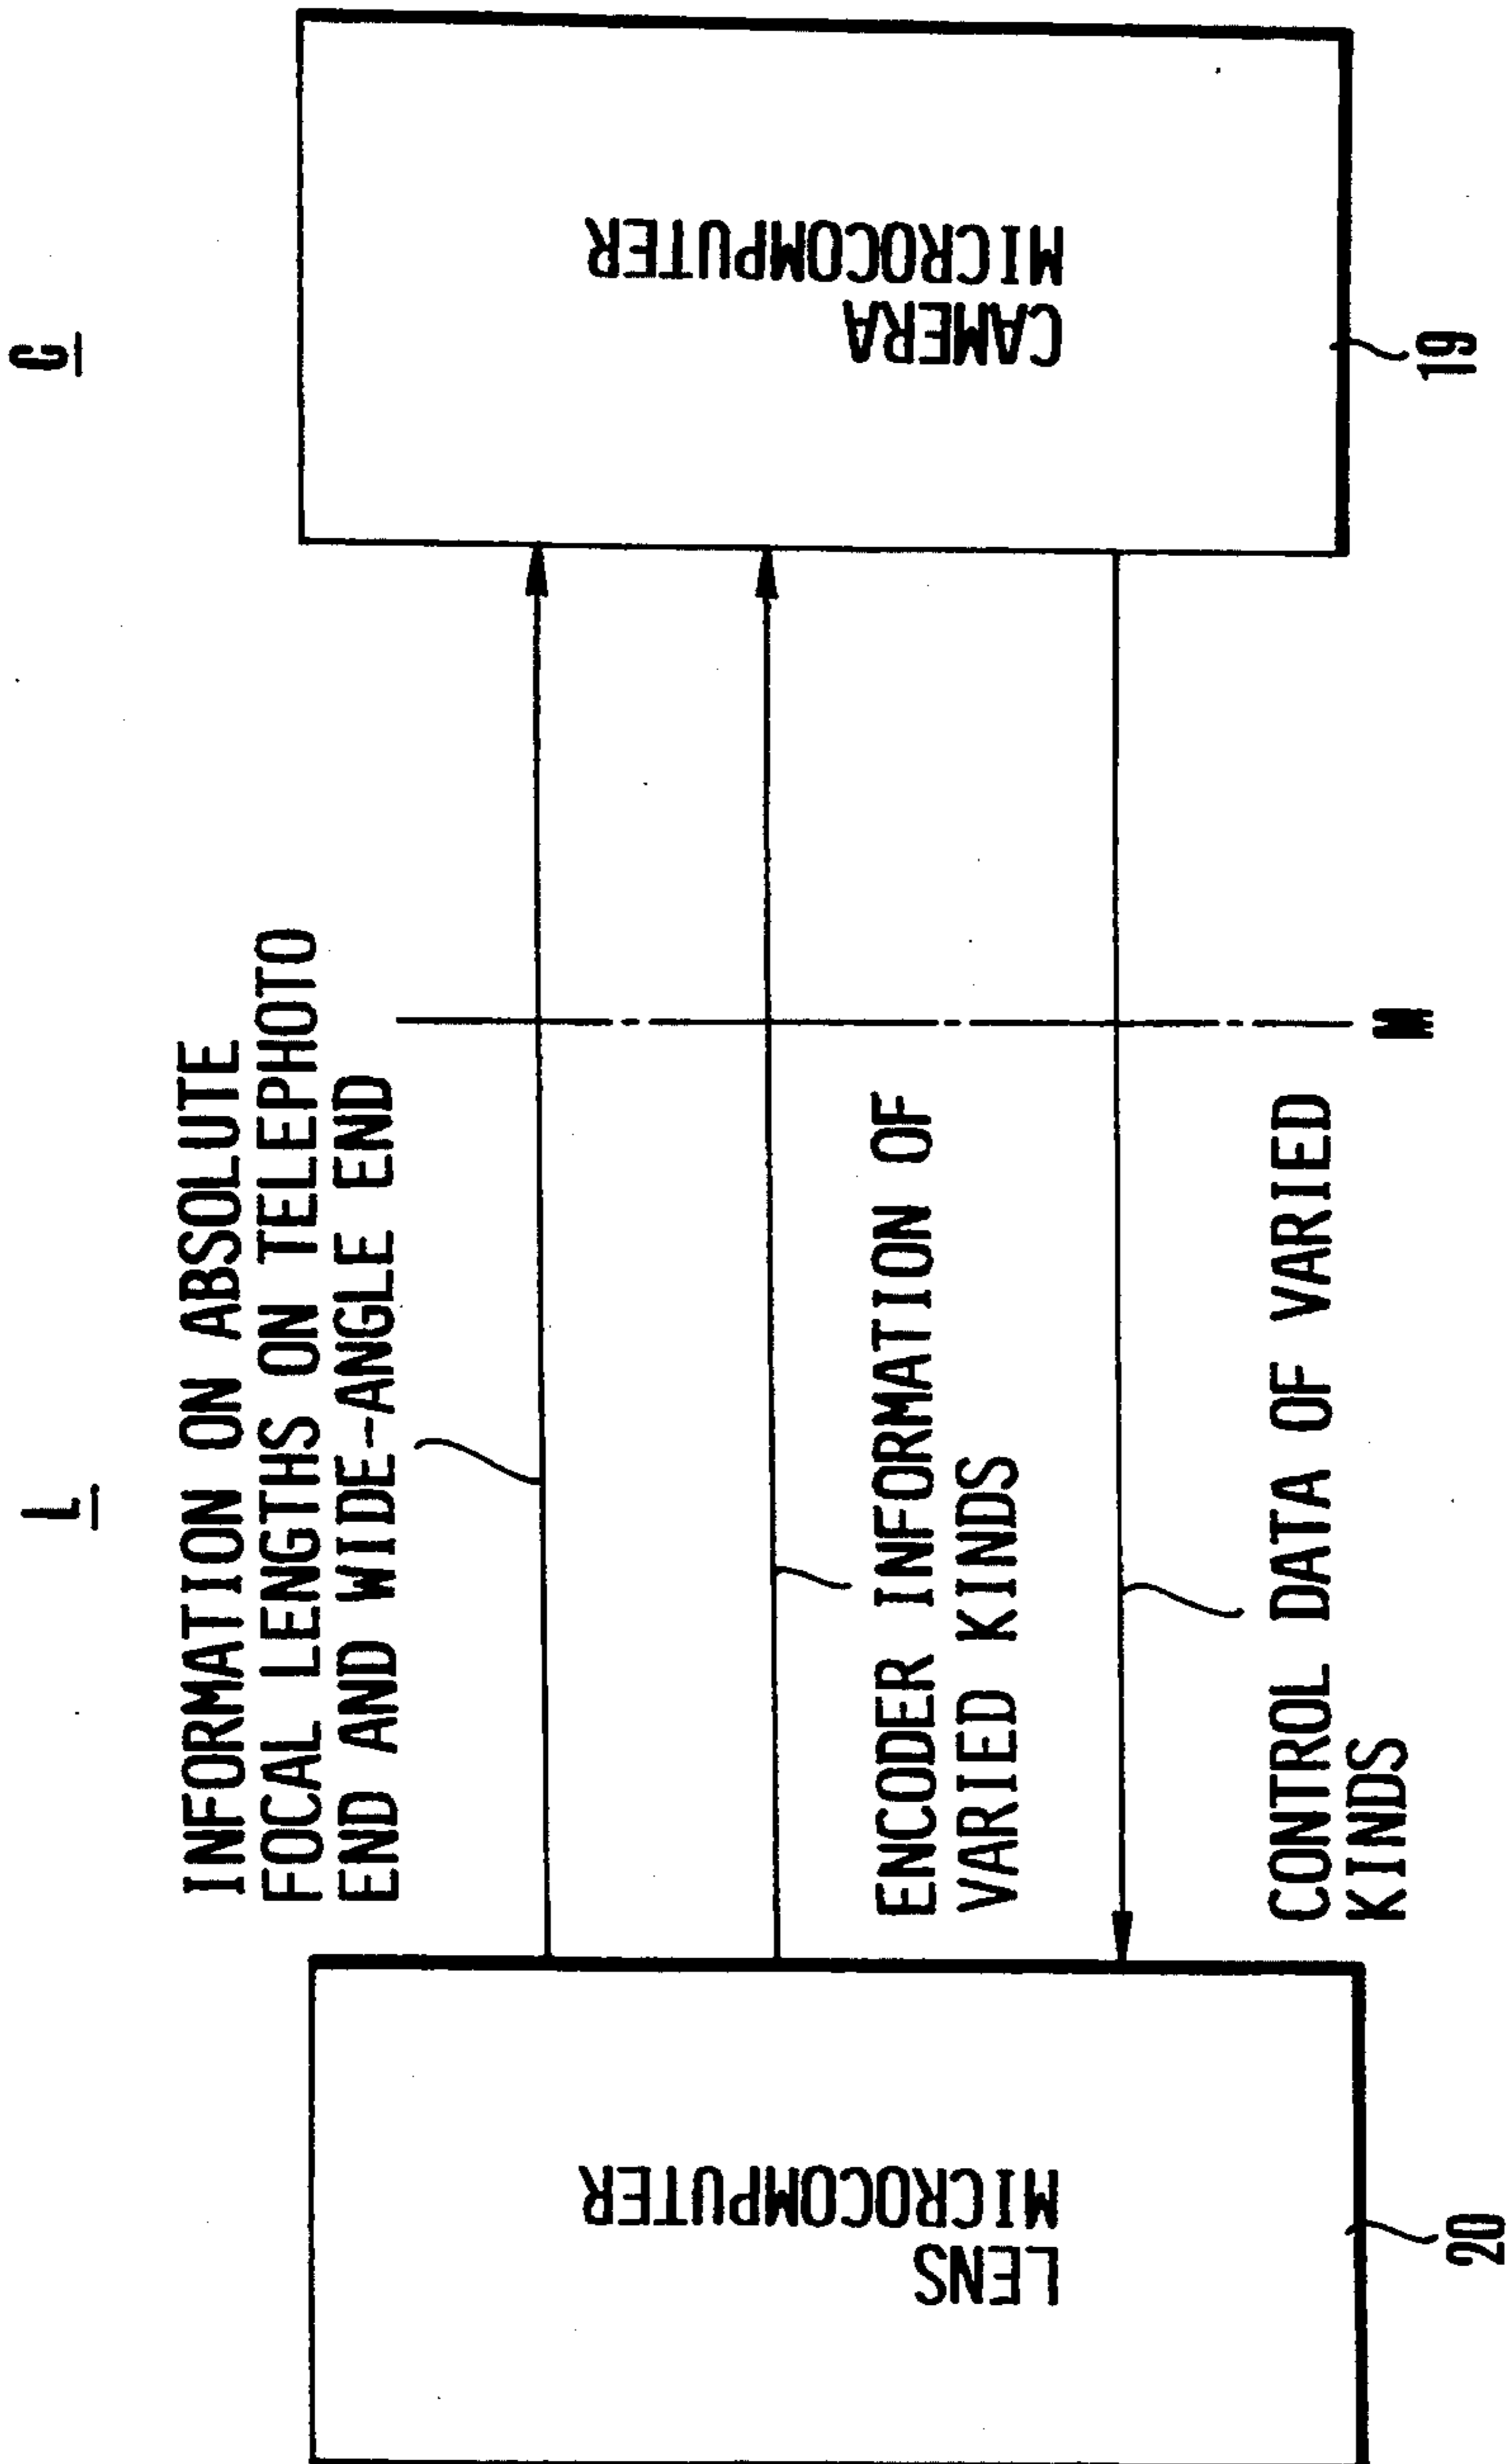 L
C
INFORMATION ON ABSOLUTE
FOCAL LENGTHS ON TELEPHOTO
END AND WIDE-ANGLE END
LENS
MICROCOMPUTER
CAMERA
MICROCOMPUTER
ENCODER INFORMATION OF
VARIED KINDS
CONTROL DATA OF VARIED
KINDS
M
20
19